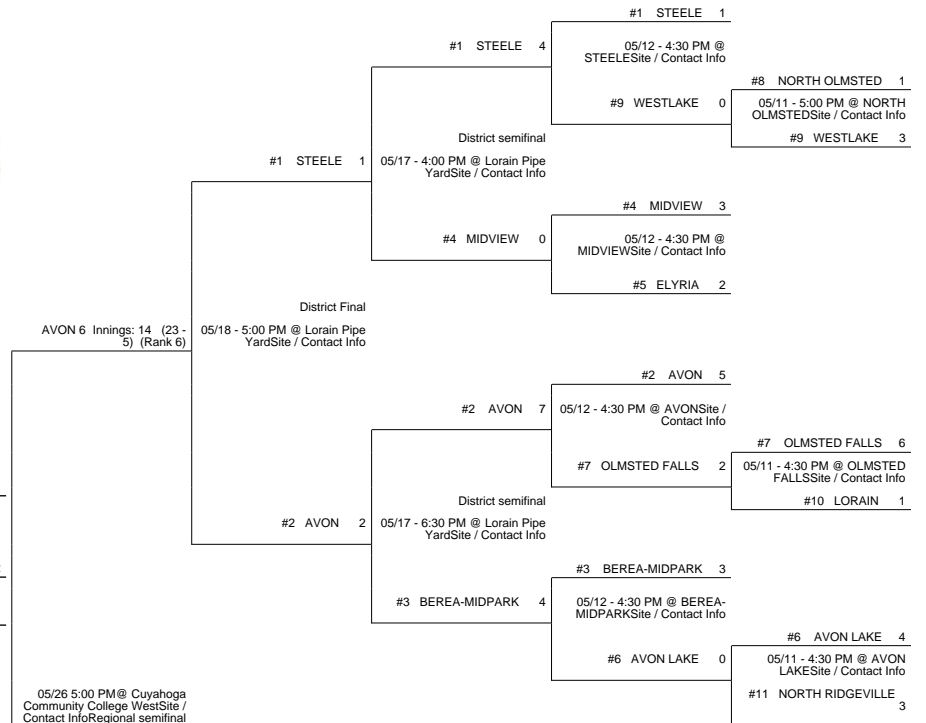 #1 STEELE 1
#1 STEELE 4
05/12 - 4:30 PM @
STEELESite / Contact Info
#8 NORTH OLMSTED 1
#9 WESTLAKE 0
05/11 - 5:00 PM @ NORTH
OLMSTEDSite / Contact Info
#9 WESTLAKE 3
District semifinal
#1 STEELE 1
05/17 - 4:00 PM @ Lorain Pipe
YardSite / Contact Info
#4 MIDVIEW 3
#4 MIDVIEW 0
05/12 - 4:30 PM @
MIDVIEWSite / Contact Info
#5 ELYRIA 2
District Final
AVON 6 Innings: 14 (23 -
5) (Rank 6)
05/18 - 5:00 PM @ Lorain Pipe
YardSite / Contact Info
#2 AVON 5
#2 AVON 7
05/12 - 4:30 PM @ AVONSite /
Contact Info
#7 OLMSTED FALLS 6
#7 OLMSTED FALLS 2
05/11 - 4:30 PM @ OLMSTED
FALLSSite / Contact Info
#10 LORAIN 1
District semifinal
#2 AVON 2
05/17 - 6:30 PM @ Lorain Pipe
YardSite / Contact Info
#3 BEREA-MIDPARK 3
#3 BEREA-MIDPARK 4
05/12 - 4:30 PM @ BEREA-
MIDPARKSite / Contact Info
#6 AVON LAKE 4
#6 AVON LAKE 0
05/11 - 4:30 PM @ AVON
LAKESite / Contact Info
#11 NORTH RIDGEVILLE
3
05/26 5:00 PM@ Cuyahoga
Community College WestSite /
Contact InfoRegional semifinal